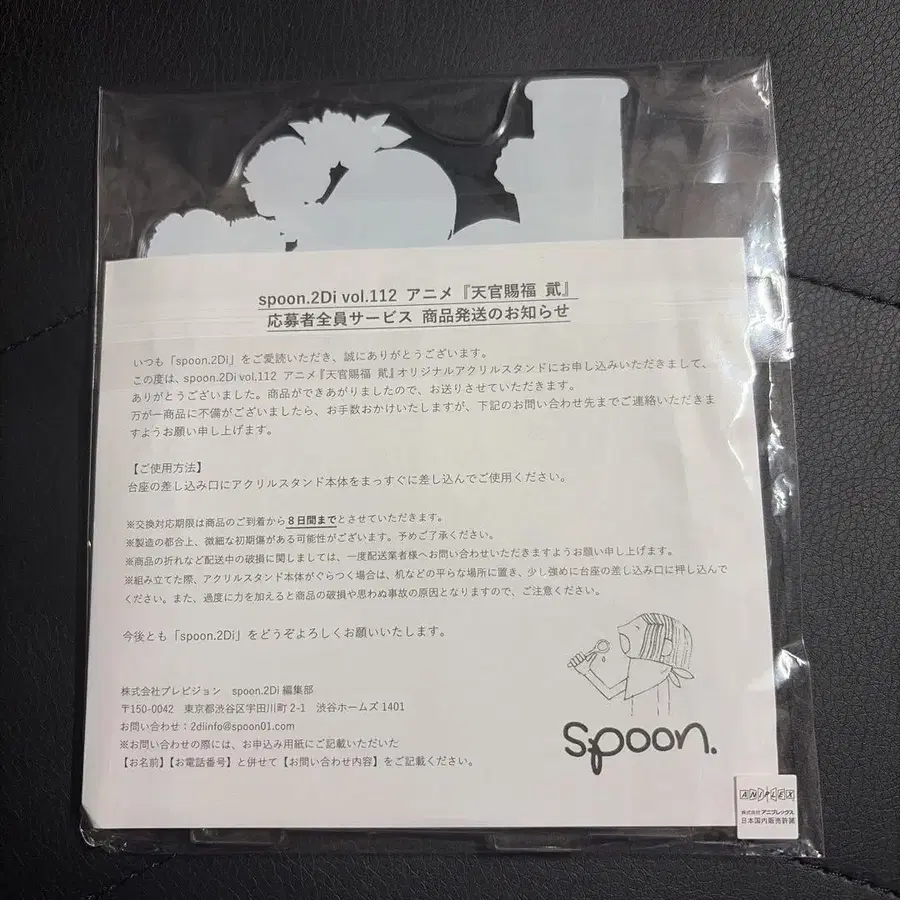 spoon.2Di vol.112 アニメ『天官賜福 貮』
応募者全員サービス 商品発送のお知らせ
いつも「spoon.2Di」をご愛読いただき、誠にありがとうございます。
この度は、spoon.2Di vol,112 アニメ『天官賜福 貮』オリジナルアクリルスタンドにお申し込みいただきまして、
ありがとうございました。商品ができあがりましたので、お送りさせていただきます。
万が一商品に不備がございましたら、お手数おかけいたしますが、下記のお問い合わせ先までご連絡いただきま
すようお願い申し上げます。
【ご使用方法】
台座の差し込み口にアクリルスタンド本体をまっすぐに差し込んでご使用ください。
※交換対応期限は商品のご到着から８日間までとさせていただきます。
※製造の都合上、微細な初期傷がある可能性がございます。予めご了承ください。
※商品の折れなど配送中の破損に関しましては、一度配送業者様へお問い合わせいただきますようお願い申し上げます。
※組み立てた際、アクリルスタンド本体がぐらつく場合は、机などの平らな場所に置き、少し強めに台座の差し込み口に押し込んで
ください。また、過度に力を加えると商品の破損や思わぬ事故の原因となりますので、ご注意ください。
今後とも「spoon.2Di」をどうぞよろしくお願いいたします。
株式会社プレビジョン spoon.2Di 編集部
〒150-0042 東京都渋谷区宇田川町 2-1 渋谷ホームズ 1401
お問い合わせ：2diinfo@spoon01.com
※お問い合わせの際には、お申込み用紙にご記載いただいた
【お名前】【お電話番号】と併せて【お問い合わせ内容】をご記載ください。
spoon.
ANIPLEX
株式会社アニプレックス
日本国内販売許諾